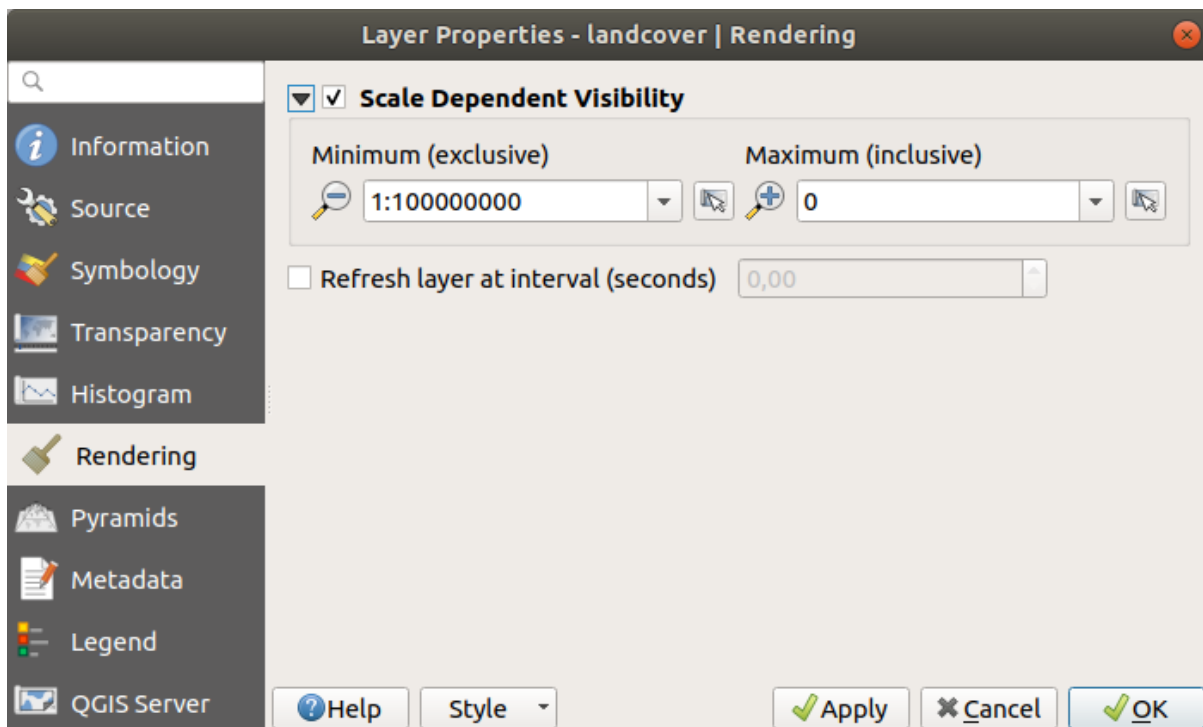 Layer Properties - landcover | Rendering
Information
Source
Symbology
Transparency
Histogram
Rendering
Pyramids
Metadata
Legend
QGIS Server
Scale Dependent Visibility
Minimum (exclusive)
Maximum (inclusive)
1:100000000
0
Refresh layer at interval (seconds)
0,00
Help
Style
Apply
Cancel
OK